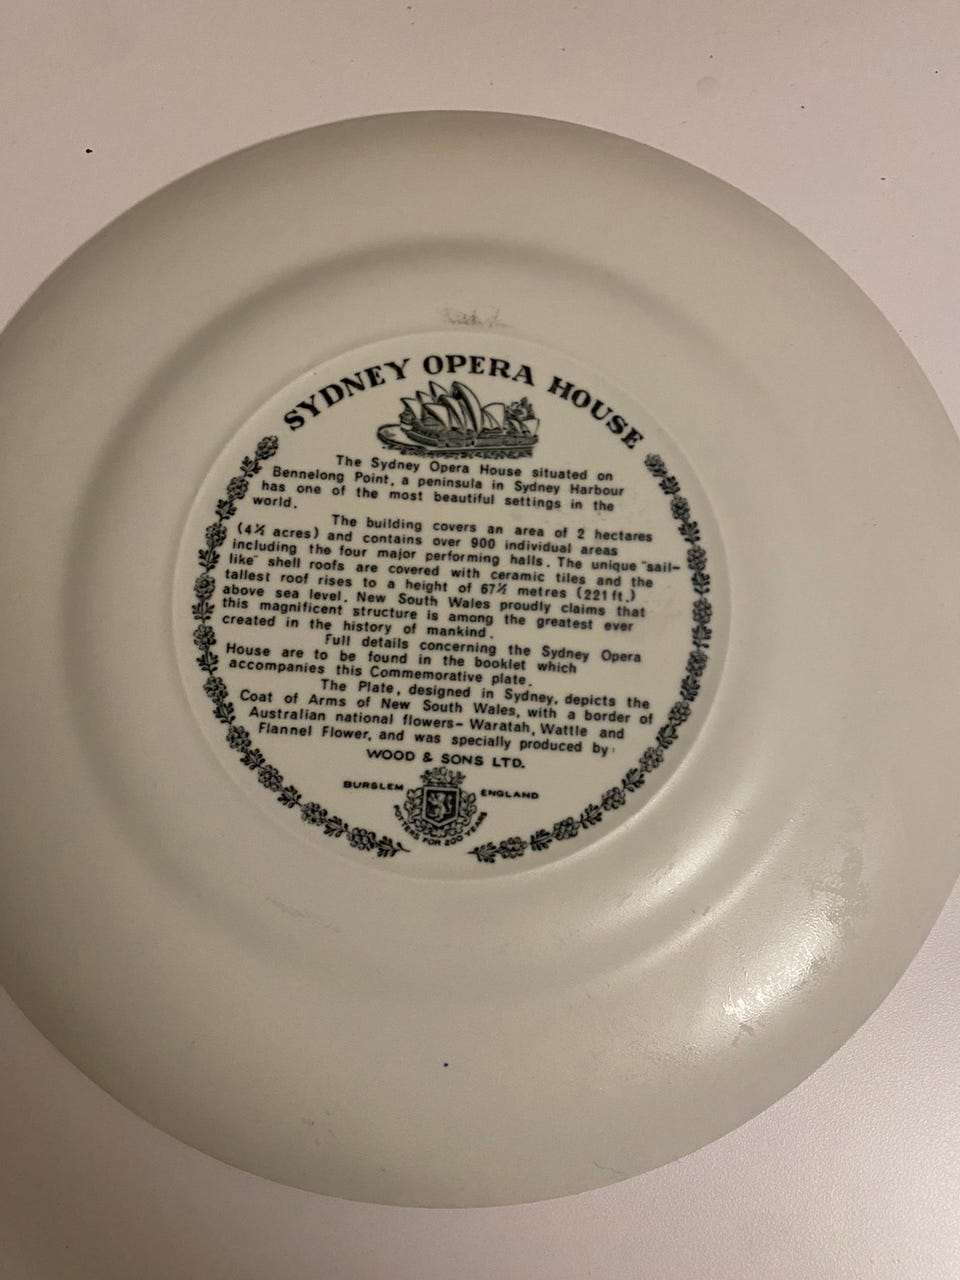 SYDNEY OPERA HOUSE
The Sydney Opera House situated on
Bennelong Point, a peninsula in Sydney Harbour
has one of the most beautiful settings in the
world.
The building covers an area of 2 hectares
(4½ acres) and contains over 900 individual areas
including the four major performing halls. The unique "sail-
like" shell roofs are covered with ceramic tiles and the
tallest roof rises to a height of 67½ metres (221 ft.)
above sea level. New South Wales proudly claims that
this magnificent structure is among the greatest ever
created in the history of mankind.
Full details concerning the Sydney Opera
House are to be found in the booklet which
accompanies this Commemorative plate.
The Plate, designed in Sydney, depicts the
Coat of Arms of New South Wales, with a border of
Australian national flowers- Waratah, Wattle and
Flannel Flower, and was specially produced by:
WOOD & SONS LTD.
BURSLEM ENGLAND
POTTERS FOR 200 YEARS